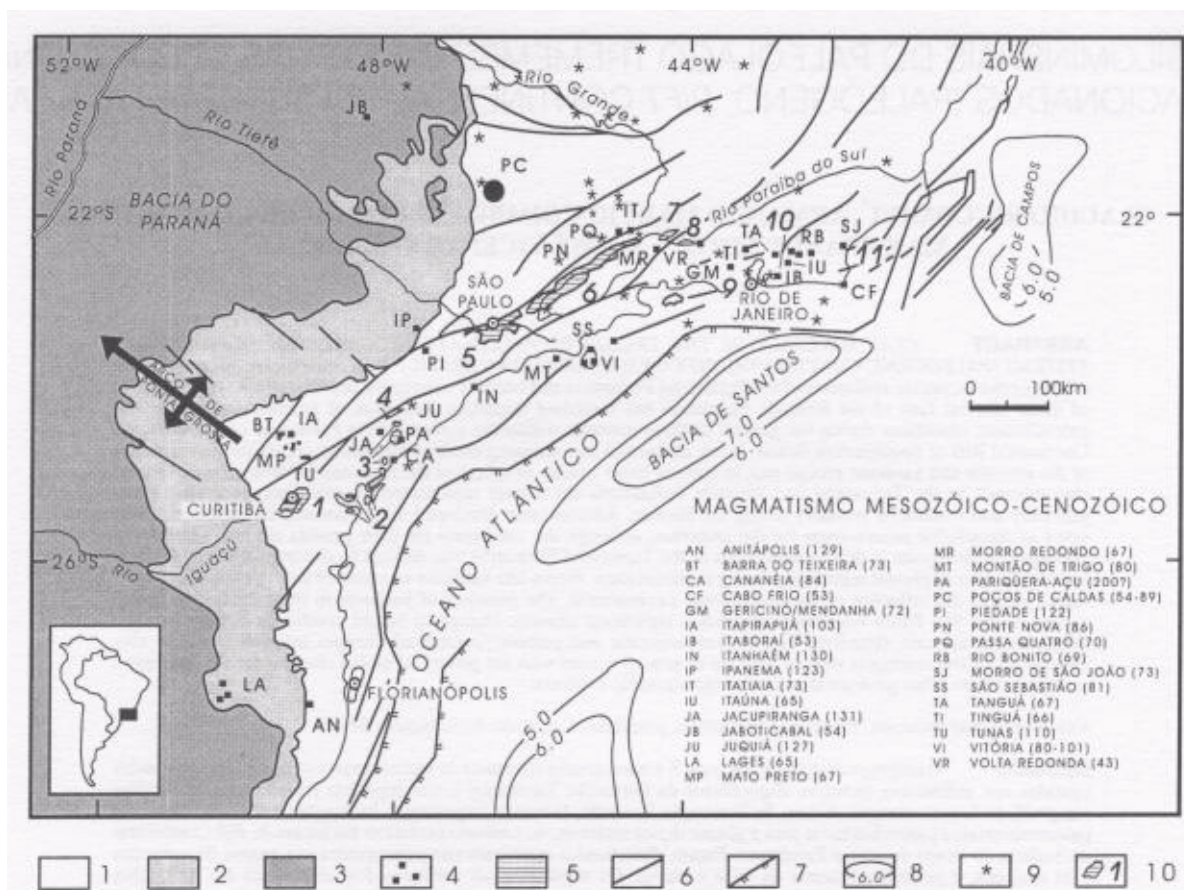 52°W
48°W
44°W
40°W
Rio Paraná
Rio Tietê
JB
Rio
Grande
PC
BACIA DO
PARANÁ
22°S
22°
Rio Paraíba do Sul
IT
7
PQ
PN
MR
8
VR
TA
10
RB
SJ
TI
GM
IU
IB
11
9
CF
RIO DE
JANEIRO
BACIA DE CAMPOS
6.0
5.0
SÃO
PAULO
6
IP
PI
5
SS
VI
MT
IN
0 100km
ARCO DE
PONTA GROSSA
4
BT
IA
JU
JA
PA
MP
TU
3
CA
CURITIBA
1
2
BACIA DE SANTOS
7.0
6.0
OCEANO ATLÂNTICO
26°S
Rio Iguaçú
LA
AN
FLORIANÓPOLIS
5.0
6.0
MAGMATISMO MESOZÓICO-CENOZÓICO
AN ANITÁPOLIS (129)
BT BARRA DO TEIXEIRA (73)
CA CANANÉIA (84)
CF CABO FRIO (53)
GM GERICINÓ/MENDANHA (72)
IA ITAPIRAPUÃ (103)
IB ITABORAÍ (53)
IN ITANHAÉM (130)
IP IPANEMA (123)
IT ITATIAIA (73)
IU ITAÚNA (65)
JA JACUPIRANGA (131)
JB JABOTICABAL (54)
JU JUQUIÁ (127)
LA LAGES (65)
MP MATO PRETO (67)
MR MORRO REDONDO (67)
MT MONTÃO DE TRIGO (80)
PA PARIQÜERA-AÇU (200?)
PC POÇOS DE CALDAS (54-89)
PI PIEDADE (122)
PN PONTE NOVA (86)
PQ PASSA QUATRO (70)
RB RIO BONITO (69)
SJ MORRO DE SÃO JOÃO (73)
SS SÃO SEBASTIÃO (81)
TA TANGUÁ (67)
TI TINGUÁ (66)
TU TUNAS (110)
VI VITÓRIA (80-101)
VR VOLTA REDONDA (43)
1 2 3 4 5 6 7 6.0 8 9 1 10